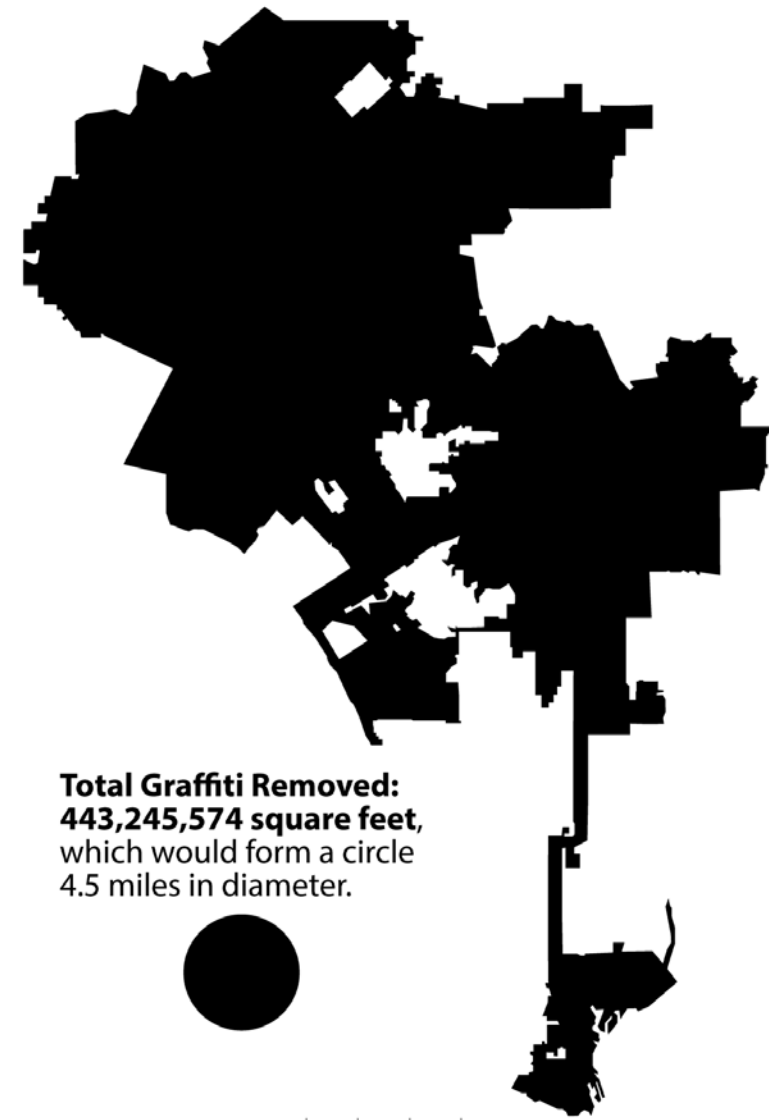 Total Graffiti Removed:
443,245,574 square feet,
which would form a circle
4.5 miles in diameter.